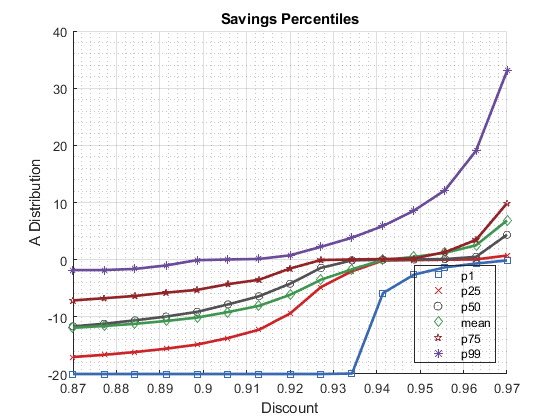 Savings Percentiles
40
30
20
10
0
-10
-20
A Distribution
0.87 0.88 0.89 0.9 0.91 0.92 0.93 0.94 0.95 0.96 0.97
Discount
p1
p25
p50
mean
p75
p99